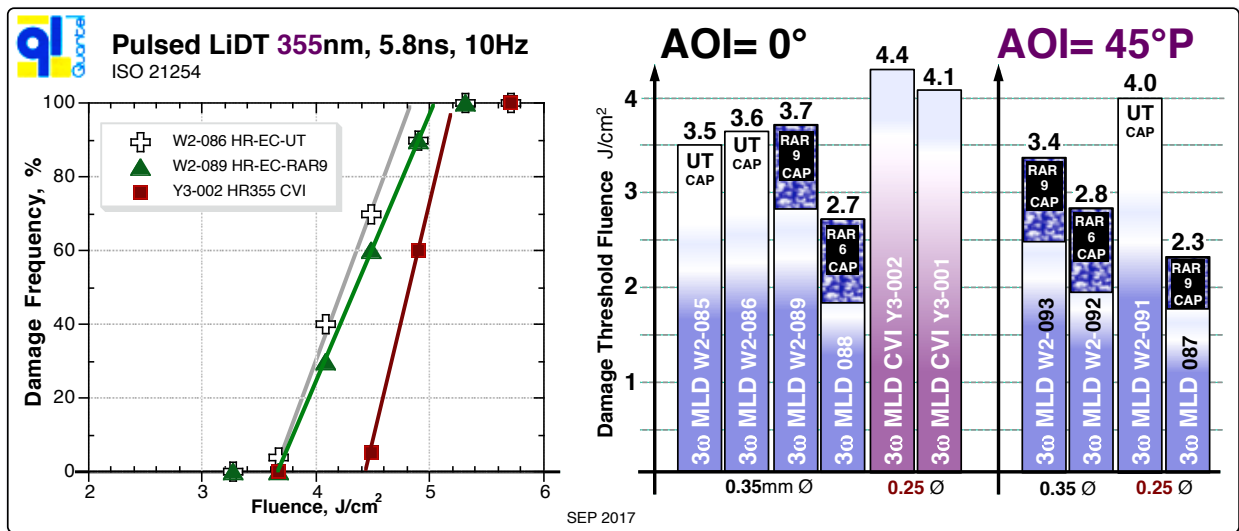 ql
Quantel
Pulsed LiDT 355nm, 5.8ns, 10Hz
ISO 21254
W2-086 HR-EC-UT
W2-089 HR-EC-RAR9
Y3-002 HR355 CVI
Damage Frequency, %
100
80
60
40
20
0
2
3
4
5
6
Fluence, J/cm²
SEP 2017
AOI= 0°
AOI= 45°P
Damage Threshold Fluence J/cm²
4
3
2
1
3.5
UT
CAP
3ω MLD W2-085
3.6
UT
CAP
3ω MLD W2-086
3.7
RAR
9
CAP
3ω MLD W2-089
2.7
RAR
6
CAP
3ω MLD 088
4.4
3ω MLD CVI Y3-002
4.1
3ω MLD CVI Y3-001
0.35mm Ø
0.25 Ø
3.4
RAR
9
CAP
3ω MLD W2-093
2.8
RAR
6
CAP
3ω MLD W2-092
4.0
UT
CAP
3ω MLD W2-091
2.3
RAR
9
CAP
3ω MLD 087
0.35 Ø
0.25 Ø